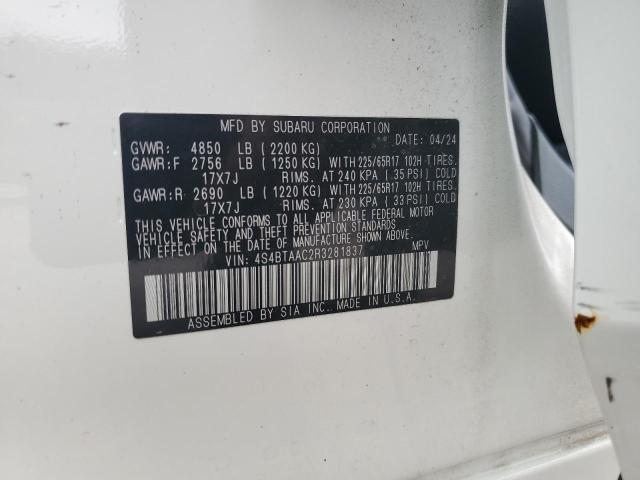 MFD BY SUBARU CORPORATION
DATE: 04/24
GVWR: 4850 LB (2200 KG)
GAWR:F 2756 LB (1250 KG) WITH 225/65R17 102H TIRES,
17X7J RIMS. AT 240 KPA (35 PSI) COLD
GAWR:R 2690 LB (1220 KG) WITH 225/65R17 102H TIRES,
17X7J RIMS. AT 230 KPA (33 PSI) COLD
THIS VEHICLE CONFORMS TO ALL APPLICABLE FEDERAL MOTOR
VEHICLE SAFETY AND THEFT PREVENTION STANDARDS
IN EFFECT ON THE DATE OF MANUFACTURE SHOWN ABOVE.
VIN: 4S4BTAAC2R3281837 MPV
ASSEMBLED BY SIA INC. MADE IN U.S.A.